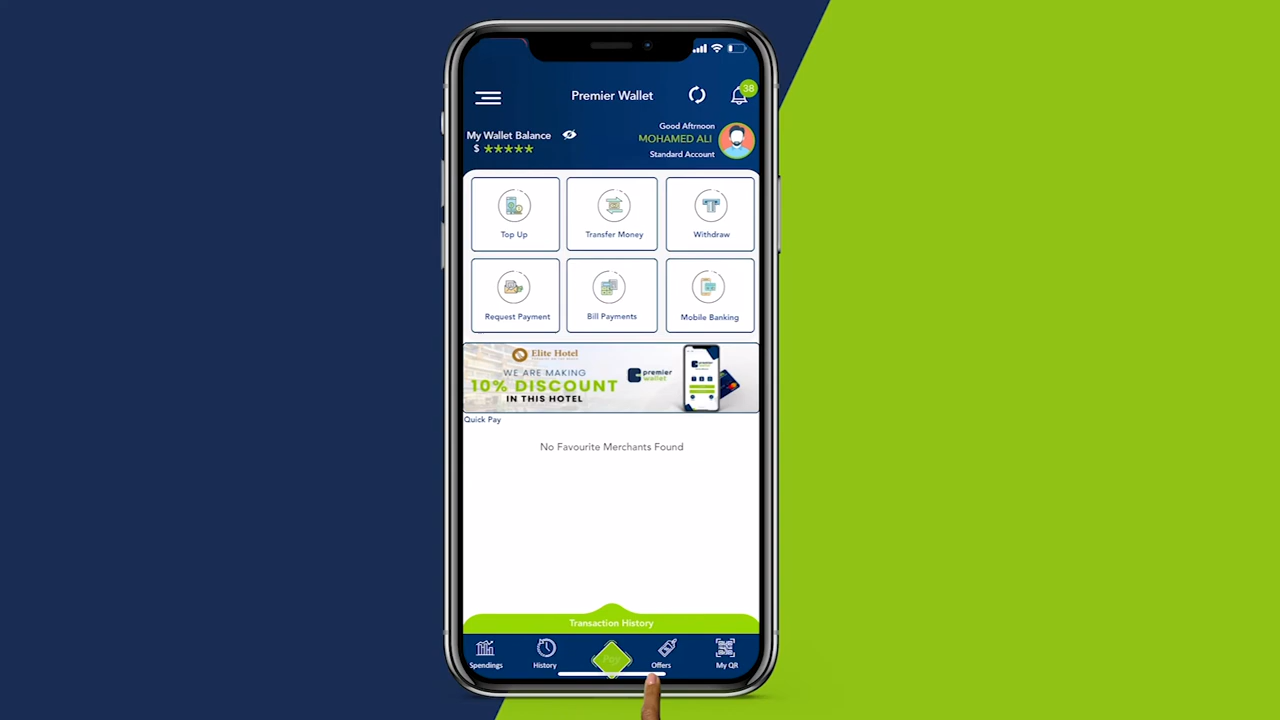 Premier Wallet
38
My Wallet Balance
$ *****
Good Aftrnoon
MOHAMED ALI
Standard Account
Top Up
Transfer Money
Withdraw
Request Payment
Bill Payments
Mobile Banking
Elite Hotel
WE ARE MAKING
10% DISCOUNT
IN THIS HOTEL
premier
wallet
Quick Pay
No Favourite Merchants Found
Transaction History
Spendings
History
Pay
Offers
My QR